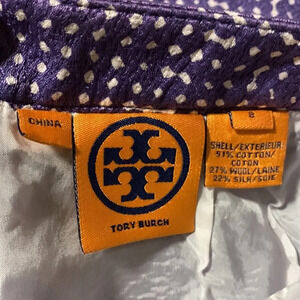 CHINA
TORY BURCH
SHELL/EXTERIEUR
51% COTTON/
COTON
27% WOOL/LAINE
22% SILK/SOIE